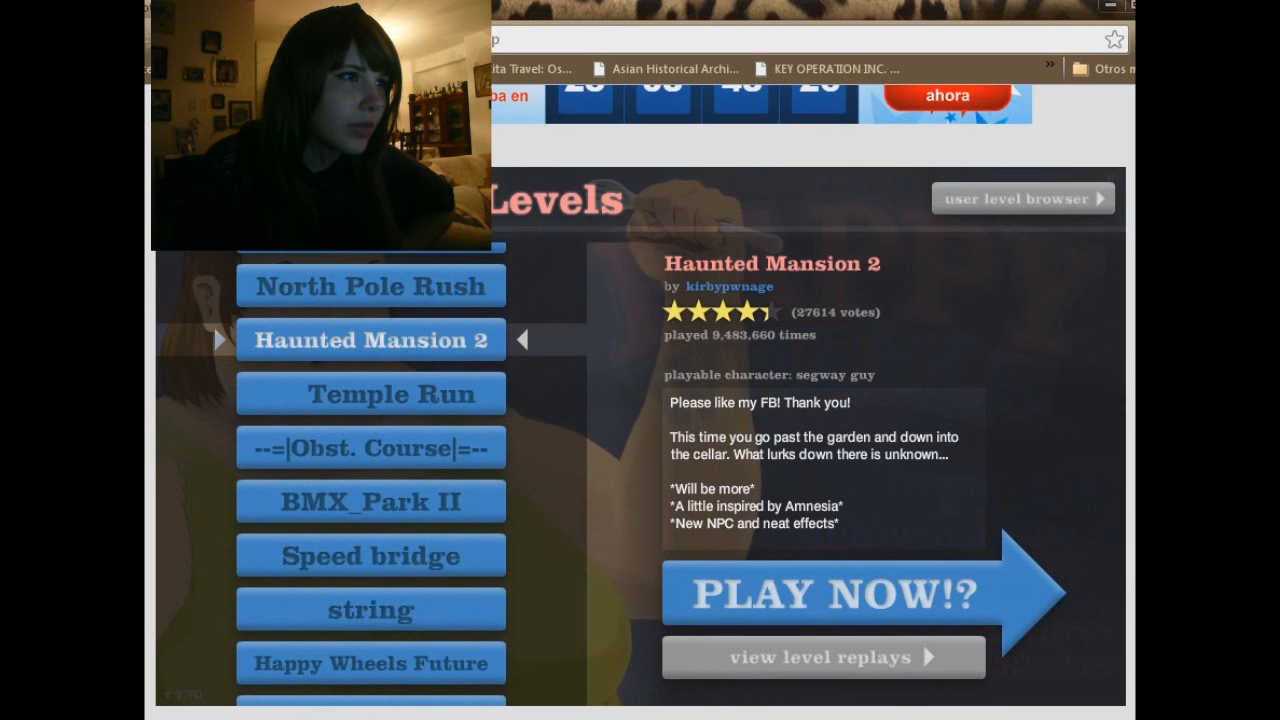 p
ita Travel: Os...
Asian Historical Archi...
KEY OPERATION INC. ...
»
Otros m
ba en
ahora
Levels
user level browser
North Pole Rush
Haunted Mansion 2
Temple Run
--=|Obst. Course|=--
BMX_Park II
Speed bridge
string
Happy Wheels Future
Haunted Mansion 2
by kirbypwnage
(27614 votes)
played 9,483,660 times
playable character: segway guy
Please like my FB! Thank you!
This time you go past the garden and down into
the cellar. What lurks down there is unknown...
*Will be more*
*A little inspired by Amnesia*
*New NPC and neat effects*
PLAY NOW!?
view level replays